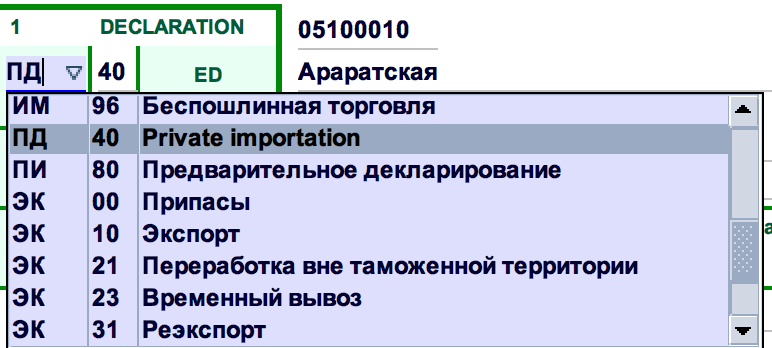 1 DECLARATION 05100010
ПД 40 ED Араратская
ИМ 96 Беспошлинная торговля
ПД 40 Private importation
ПИ 80 Предварительное декларирование
ЭК 00 Припасы
ЭК 10 Экспорт
ЭК 21 Переработка вне таможенной территории
ЭК 23 Временный вывоз
ЭК 31 Реэкспорт